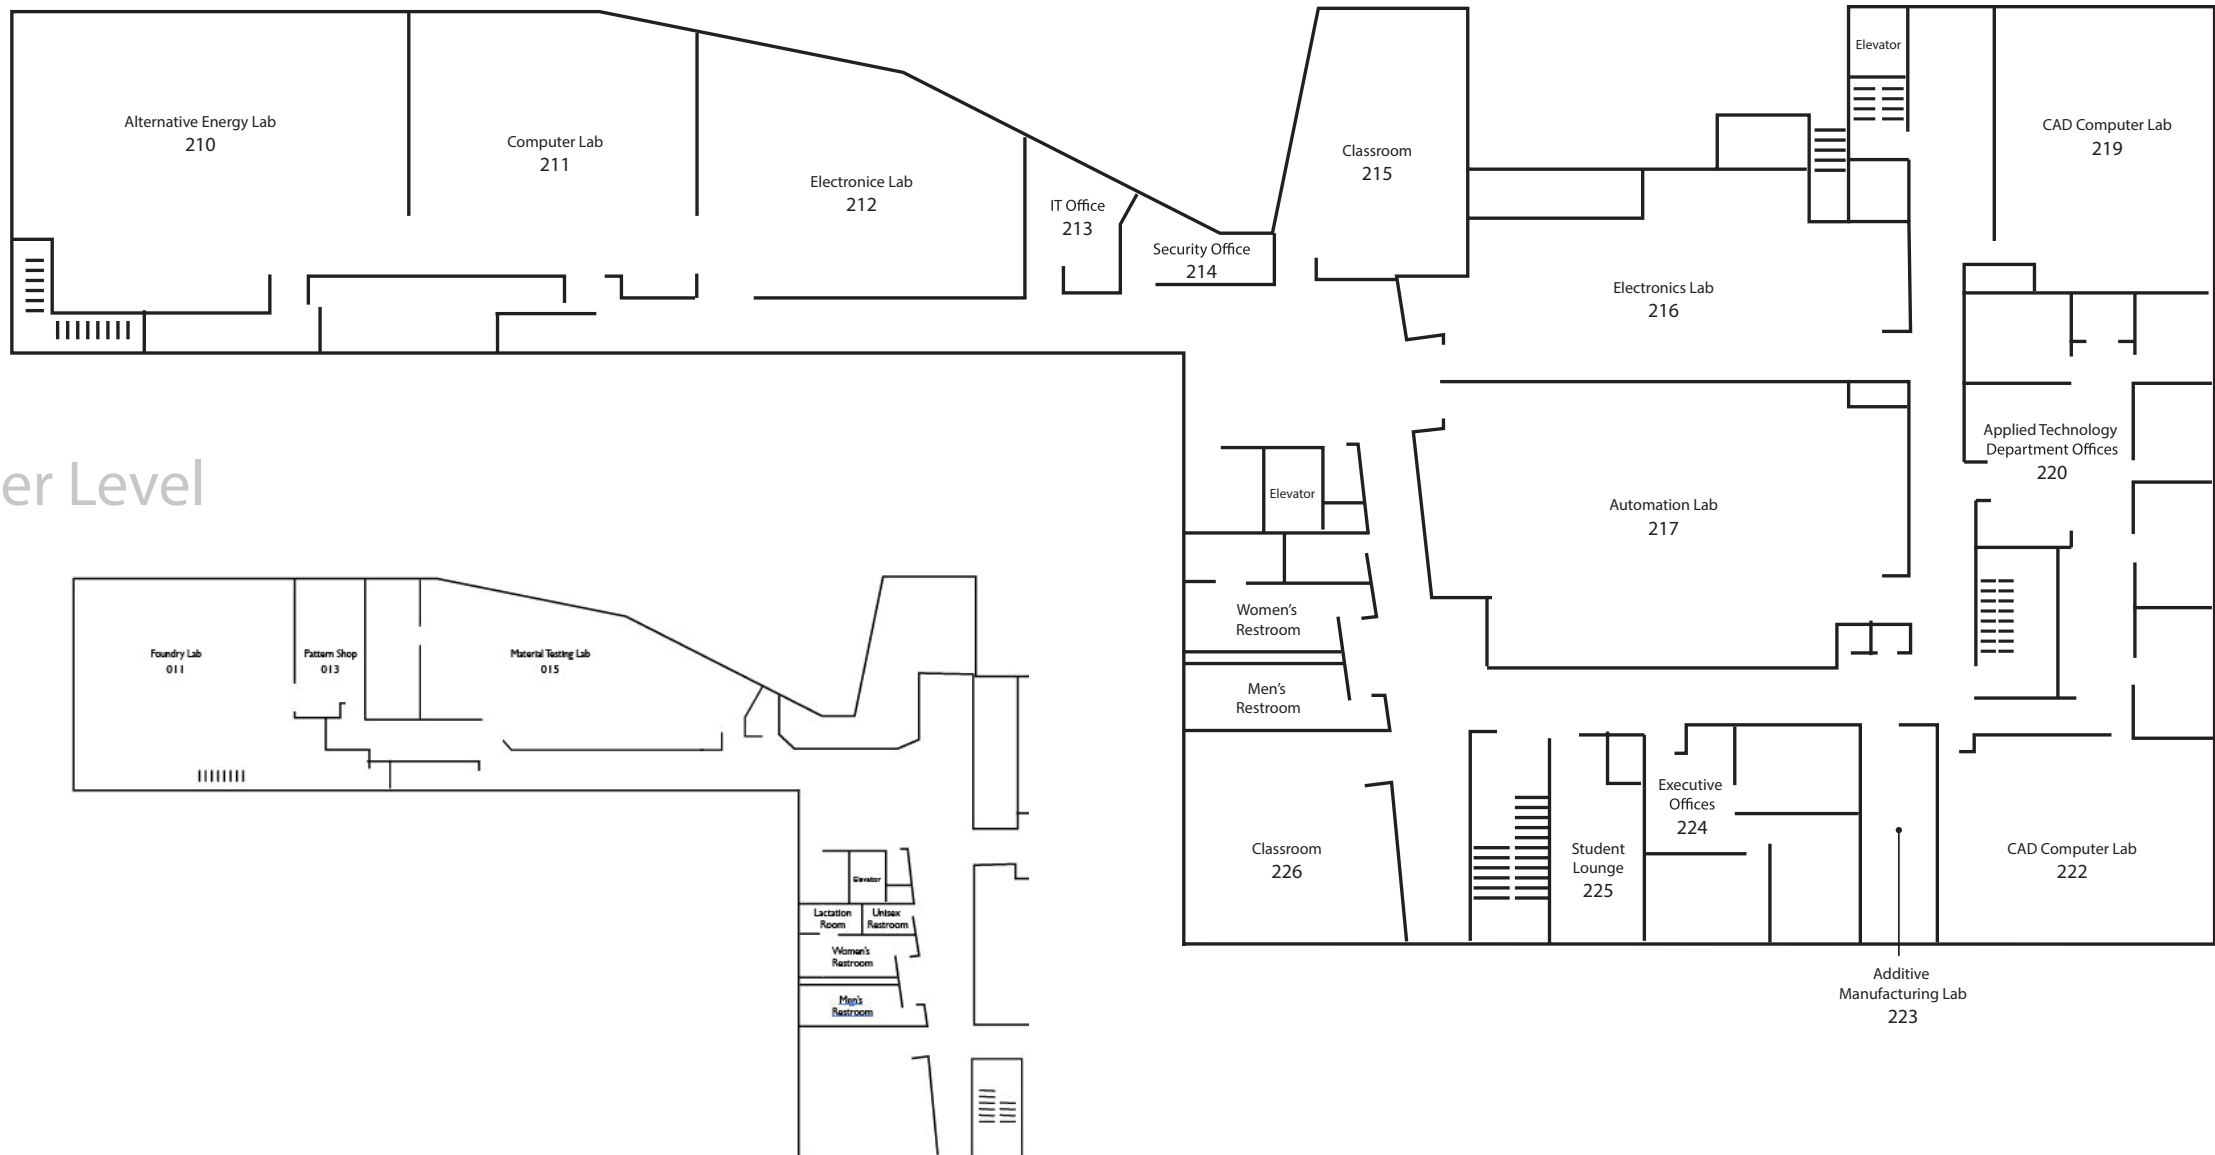 Alternative Energy Lab
210
Computer Lab
211
Electronice Lab
212
IT Office
213
Security Office
214
Classroom
215
Elevator
CAD Computer Lab
219
Electronics Lab
216
Applied Technology
Department Offices
220
Elevator
Automation Lab
217
Women's
Restroom
Men's
Restroom
Classroom
226
Student
Lounge
225
Executive
Offices
224
CAD Computer Lab
222
Additive
Manufacturing Lab
223
er Level
Foundry Lab
011
Pattern Shop
013
Material Testing Lab
015
Elevator
Lactation
Room
Unisex
Restroom
Women's
Restroom
Men's
Restroom